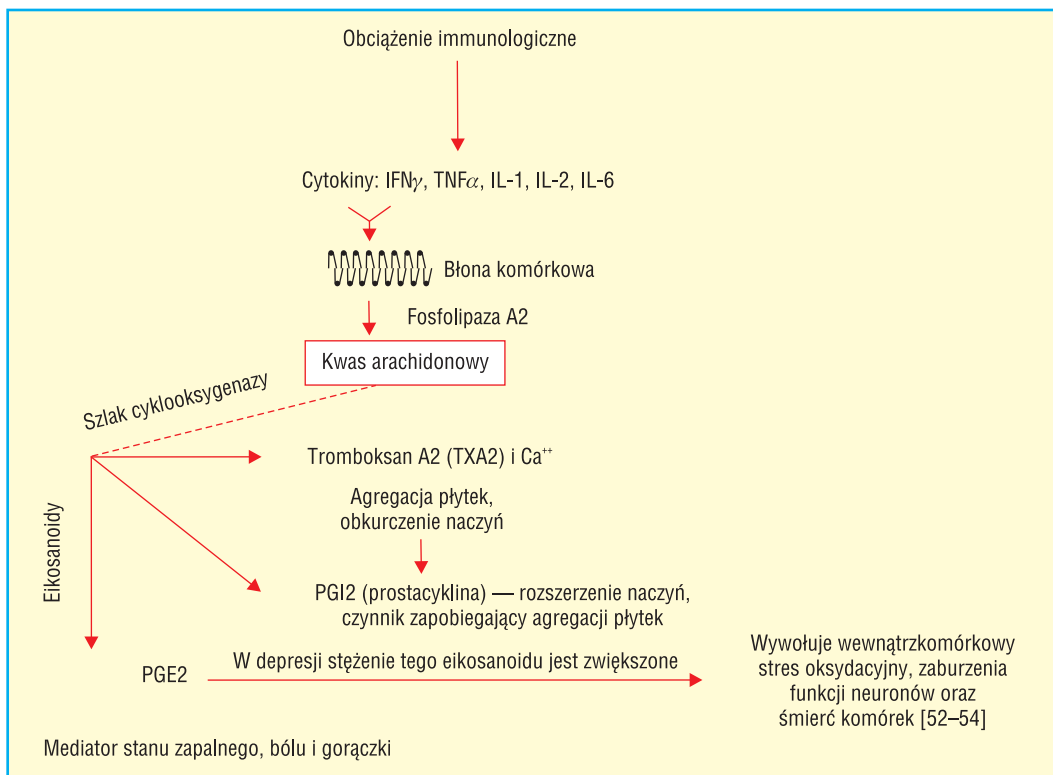 Obciążenie immunologiczne
Cytokiny: IFNγ, TNFα, IL-1, IL-2, IL-6
Błona komórkowa
Fosfolipaza A2
Kwas arachidonowy
Szlak cyklooksygenazy
Tromboksan A2 (TXA2) i Ca⁺⁺
Agregacja płytek,
obkurczenie naczyń
Eikosanoidy
PGI2 (prostacyklina) — rozszerzenie naczyń,
czynnik zapobiegający agregacji płytek
PGE2
W depresji stężenie tego eikosanoidu jest zwiększone
Wywołuje wewnątrzkomórkowy
stres oksydacyjny, zaburzenia
funkcji neuronów oraz
śmierć komórek [52–54]
Mediator stanu zapalnego, bólu i gorączki